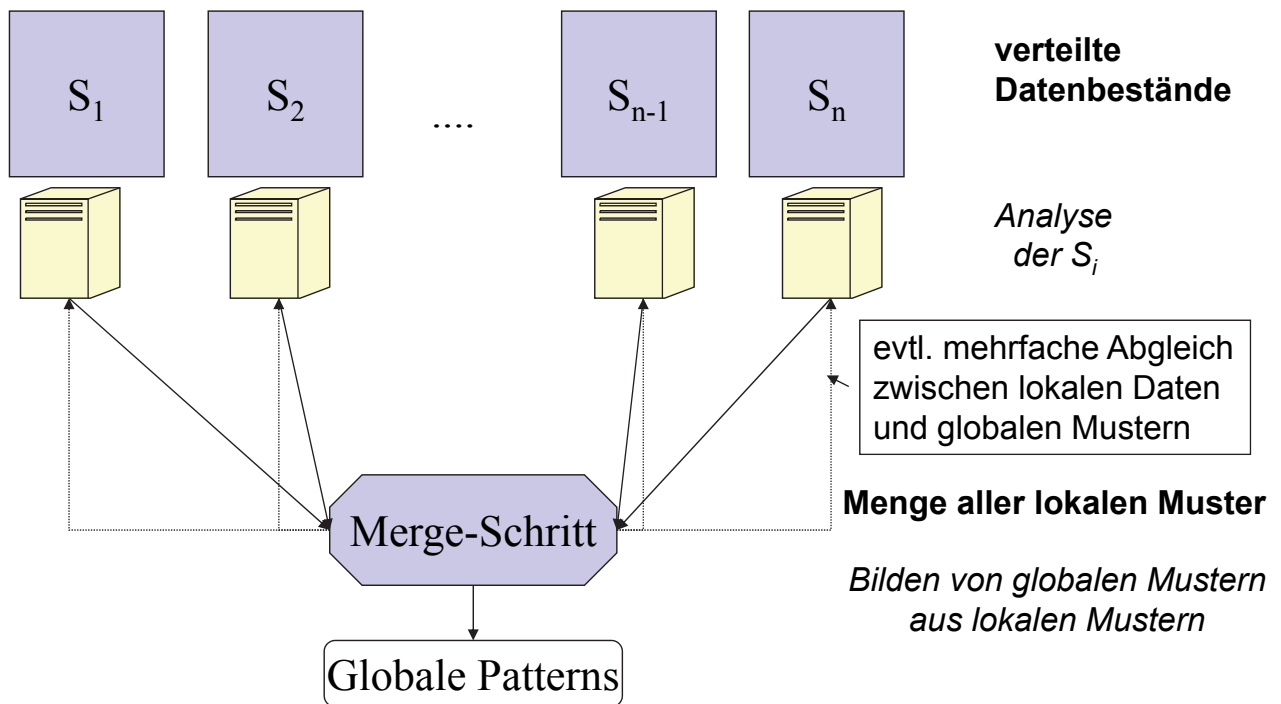 S₁
S₂
....
Sₙ₋₁
Sₙ
verteilte
Datenbestände
Analyse
der Sᵢ
evtl. mehrfache Abgleich
zwischen lokalen Daten
und globalen Mustern
Menge aller lokalen Muster
Merge-Schritt
Bilden von globalen Mustern
aus lokalen Mustern
Globale Patterns